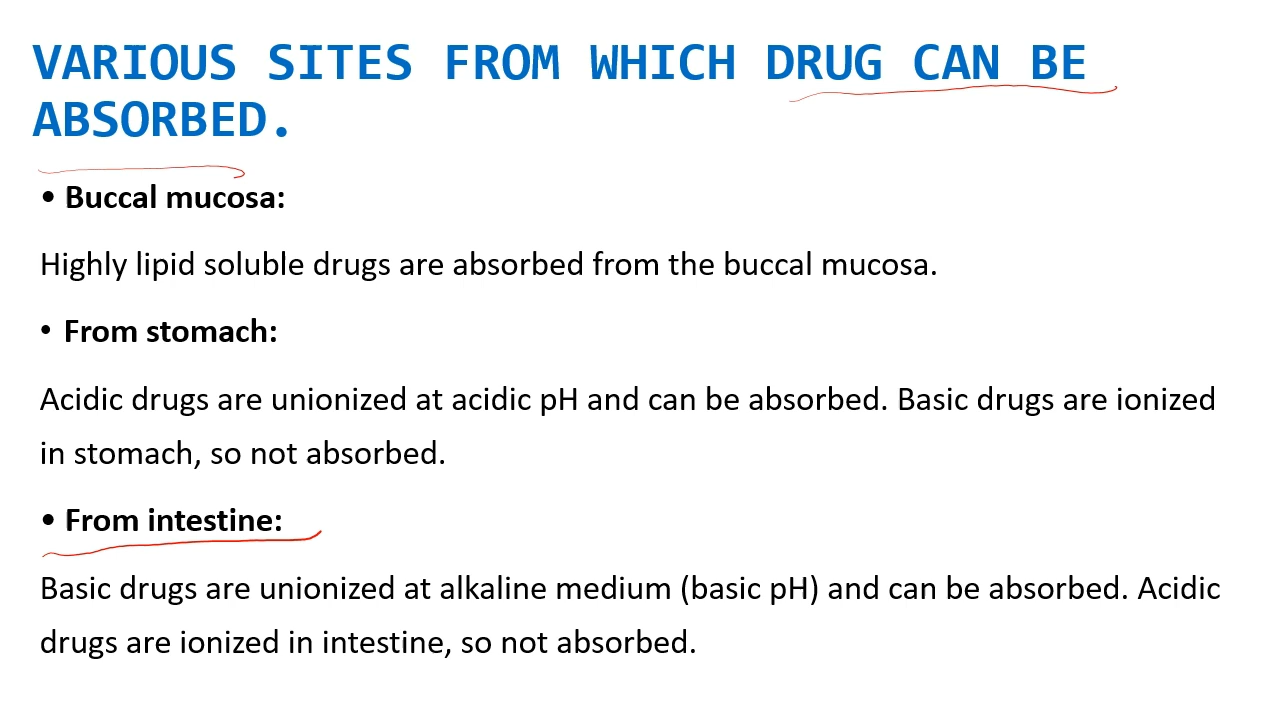 VARIOUS SITES FROM WHICH DRUG CAN BE
ABSORBED.
• Buccal mucosa:
Highly lipid soluble drugs are absorbed from the buccal mucosa.
• From stomach:
Acidic drugs are unionized at acidic pH and can be absorbed. Basic drugs are ionized
in stomach, so not absorbed.
• From intestine:
Basic drugs are unionized at alkaline medium (basic pH) and can be absorbed. Acidic
drugs are ionized in intestine, so not absorbed.